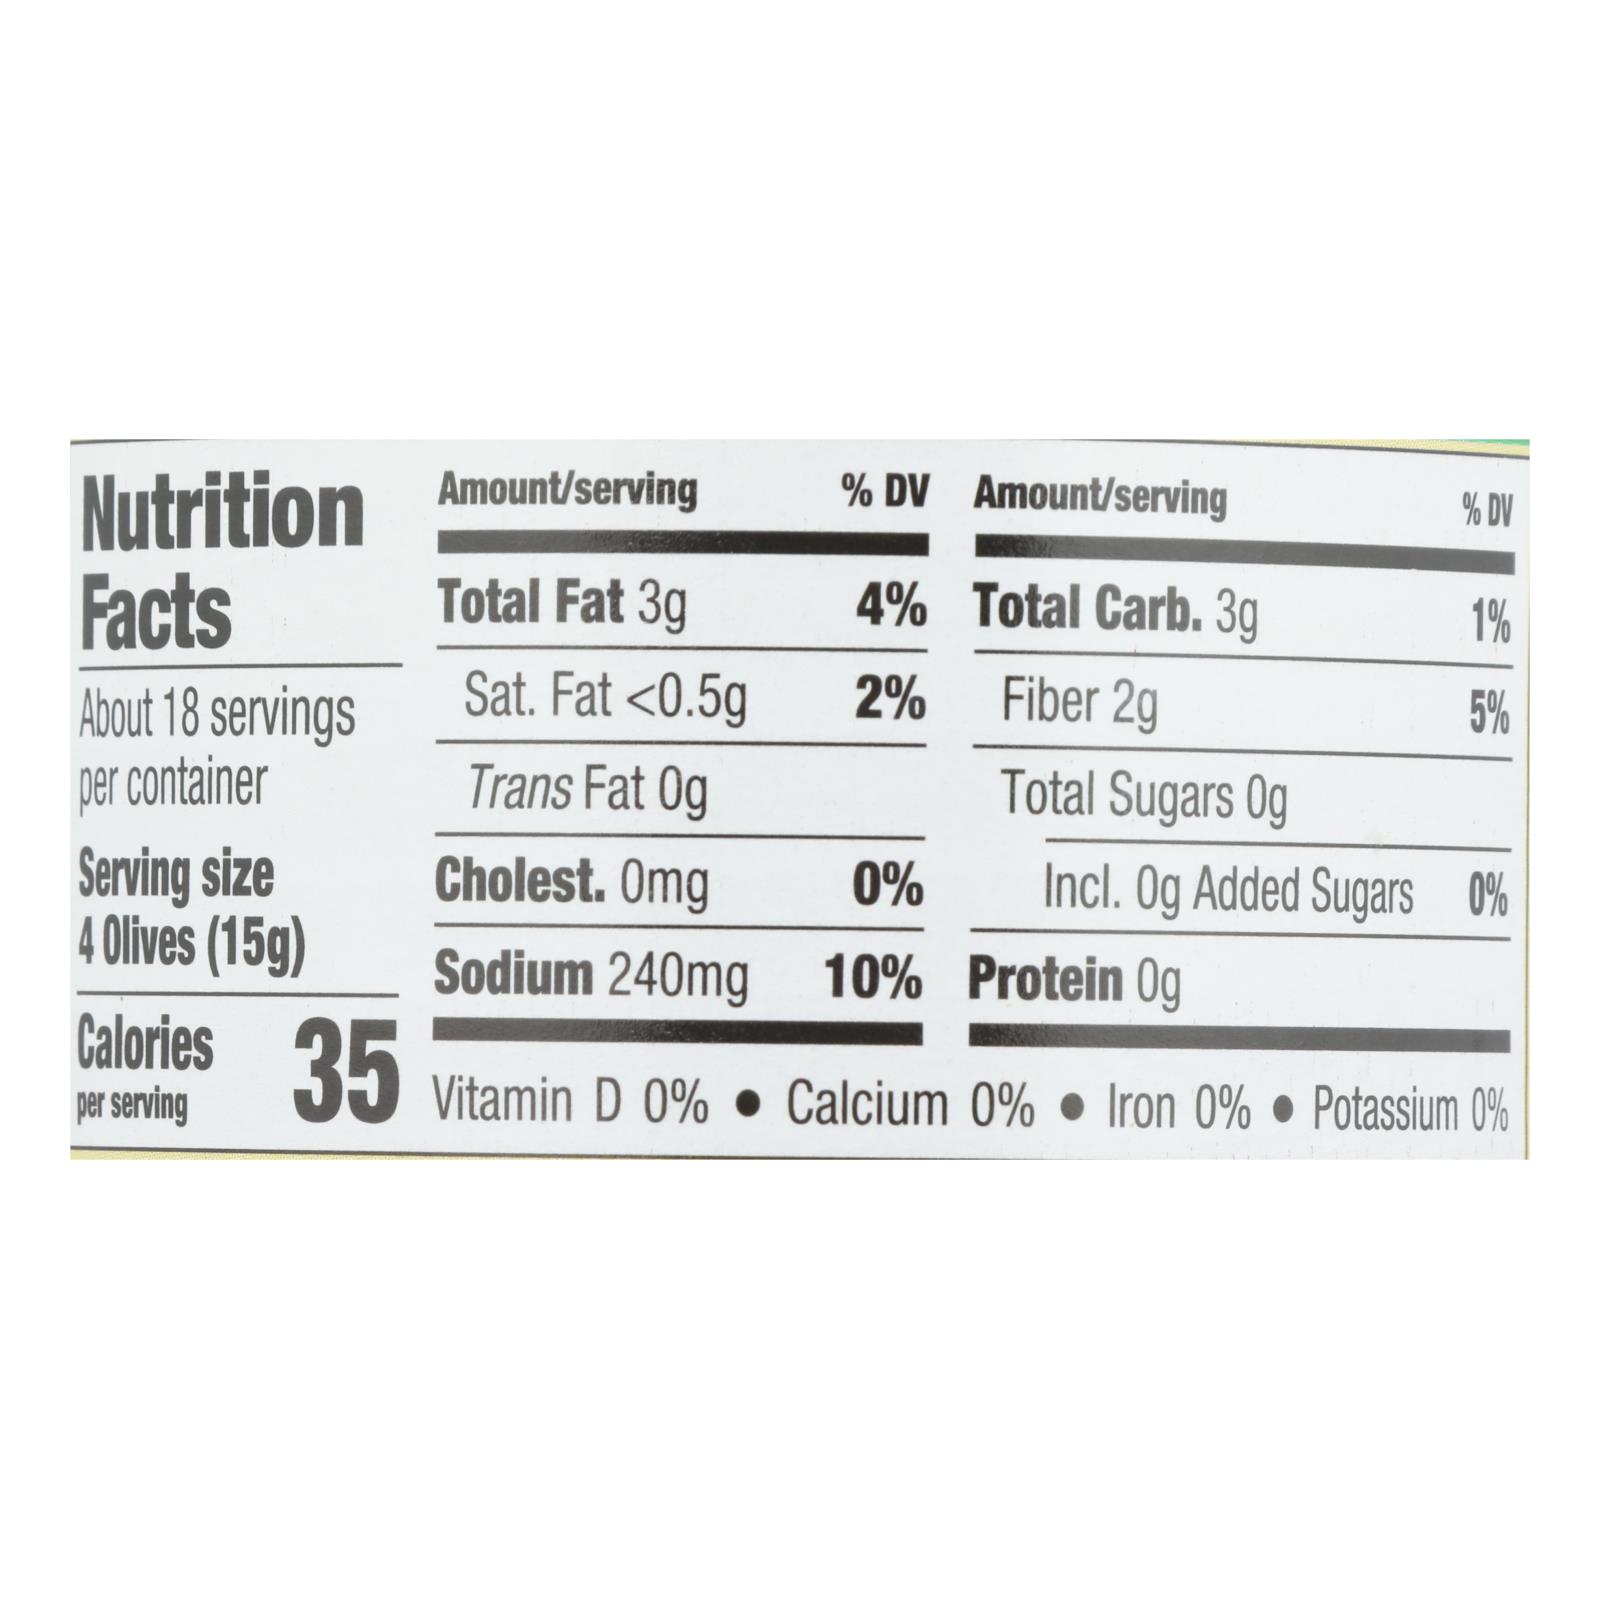 Nutrition
Facts
About 18 servings
per container
Serving size
4 Olives (15g)
Calories 35
per serving
Amount/serving % DV
Total Fat 3g 4%
Sat. Fat <0.5g 2%
Trans Fat 0g
Cholest. 0mg 0%
Sodium 240mg 10%
Amount/serving % DV
Total Carb. 3g 1%
Fiber 2g 5%
Total Sugars 0g
Incl. 0g Added Sugars 0%
Protein 0g
Vitamin D 0% • Calcium 0% • Iron 0% • Potassium 0%